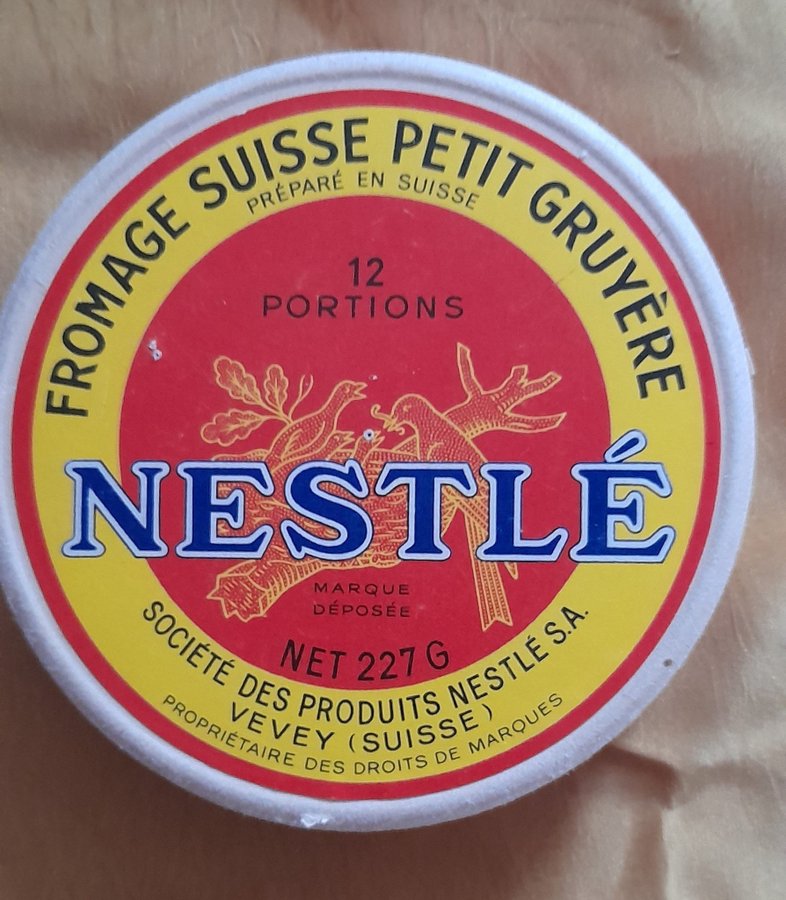 FROMAGE SUISSE PETIT GRUYÈRE
PRÉPARÉ EN SUISSE
12
PORTIONS
NESTLÉ
MARQUE
DÉPOSÉE
NET 227 G
SOCIÉTÉ DES PRODUITS NESTLÉ S.A.
VEVEY (SUISSE)
PROPRIÉTAIRE DES DROITS DE MARQUES